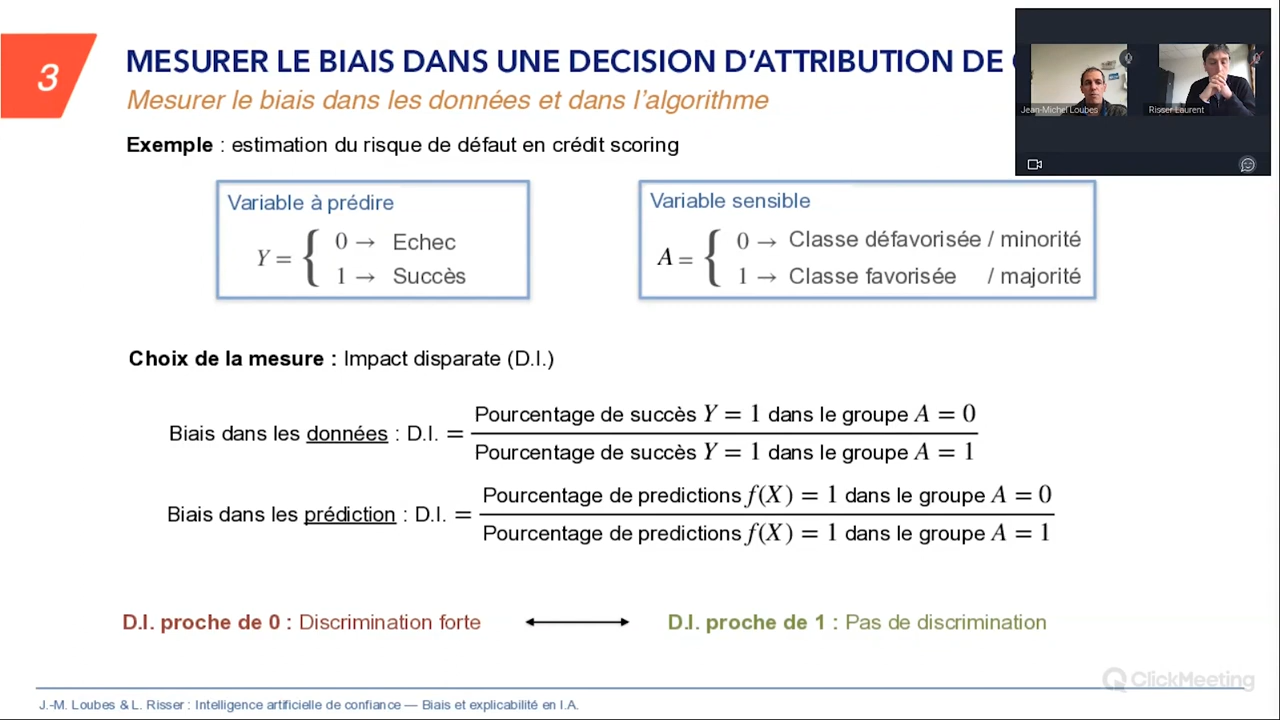 3
MESURER LE BIAIS DANS UNE DECISION D'ATTRIBUTION DE
Mesurer le biais dans les données et dans l'algorithme
Jean-Michel Loubes
Risser Laurent
Exemple : estimation du risque de défaut en crédit scoring
Variable à prédire
Y = { 0 → Echec
1 → Succès
Variable sensible
A = { 0 → Classe défavorisée / minorité
1 → Classe favorisée / majorité
Choix de la mesure : Impact disparate (D.I.)
Biais dans les données : D.I. =
Pourcentage de succès Y = 1 dans le groupe A = 0
Pourcentage de succès Y = 1 dans le groupe A = 1
Biais dans les prédiction : D.I. =
Pourcentage de predictions f(X) = 1 dans le groupe A = 0
Pourcentage de predictions f(X) = 1 dans le groupe A = 1
D.I. proche de 0 : Discrimination forte
D.I. proche de 1 : Pas de discrimination
ClickMeeting
J.-M. Loubes & L. Risser : Intelligence artificielle de confiance — Biais et explicabilité en I.A.